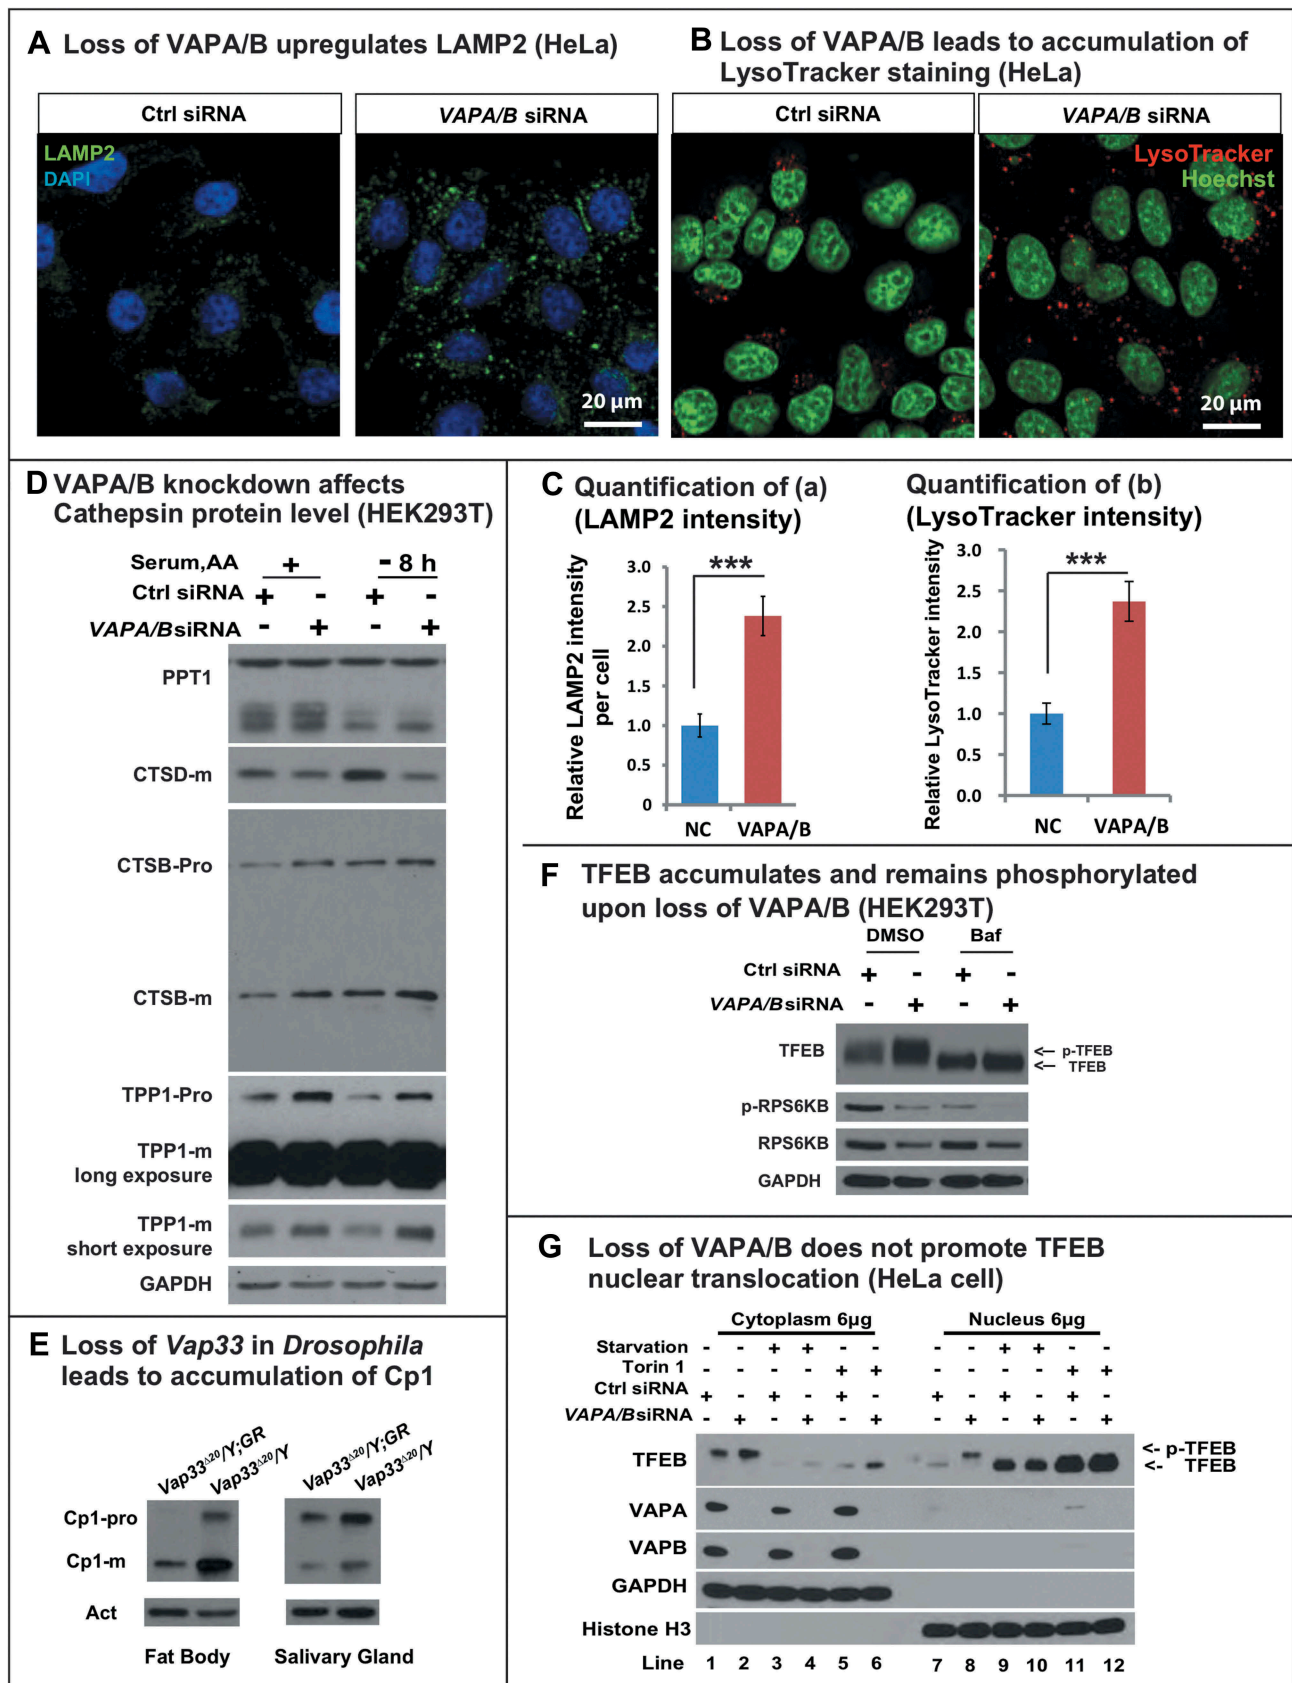 A Loss of VAPA/B upregulates LAMP2 (HeLa)
Ctrl siRNA
VAPA/B siRNA
LAMP2
DAPI
20 µm
B Loss of VAPA/B leads to accumulation of
LysoTracker staining (HeLa)
Ctrl siRNA
VAPA/B siRNA
LysoTracker
Hoechst
20 µm
D VAPA/B knockdown affects
Cathepsin protein level (HEK293T)
Serum,AA + - 8 h
Ctrl siRNA + - + -
VAPA/BsiRNA - + - +
PPT1
CTSD-m
CTSB-Pro
CTSB-m
TPP1-Pro
TPP1-m
long exposure
TPP1-m
short exposure
GAPDH
C Quantification of (a)
(LAMP2 intensity)
Relative LAMP2 intensity
per cell
3.0
2.5
2.0
1.5
1.0
0.5
0
***
NC VAPA/B
Quantification of (b)
(LysoTracker intensity)
Relative LysoTracker intensity
3.0
2.5
2.0
1.5
1.0
0.5
0.0
***
NC VAPA/B
F TFEB accumulates and remains phosphorylated
upon loss of VAPA/B (HEK293T)
DMSO Baf
Ctrl siRNA + - + -
VAPA/BsiRNA - + - +
TFEB
<— p-TFEB
<— TFEB
p-RPS6KB
RPS6KB
GAPDH
E Loss of Vap33 in Drosophila
leads to accumulation of Cp1
Vap33Δ20/Y;GR
Vap33Δ20/Y
Vap33Δ20/Y;GR
Vap33Δ20/Y
Cp1-pro
Cp1-m
Act
Fat Body
Salivary Gland
G Loss of VAPA/B does not promote TFEB
nuclear translocation (HeLa cell)
Cytoplasm 6µg Nucleus 6µg
Starvation - - + + - - - - + + - -
Torin 1 - - - - + + - - - - + +
Ctrl siRNA + - + - + - + - + - + -
VAPA/BsiRNA - + - + - + - + - + - +
TFEB
<- p-TFEB
<- TFEB
VAPA
VAPB
GAPDH
Histone H3
Line 1 2 3 4 5 6 7 8 9 10 11 12